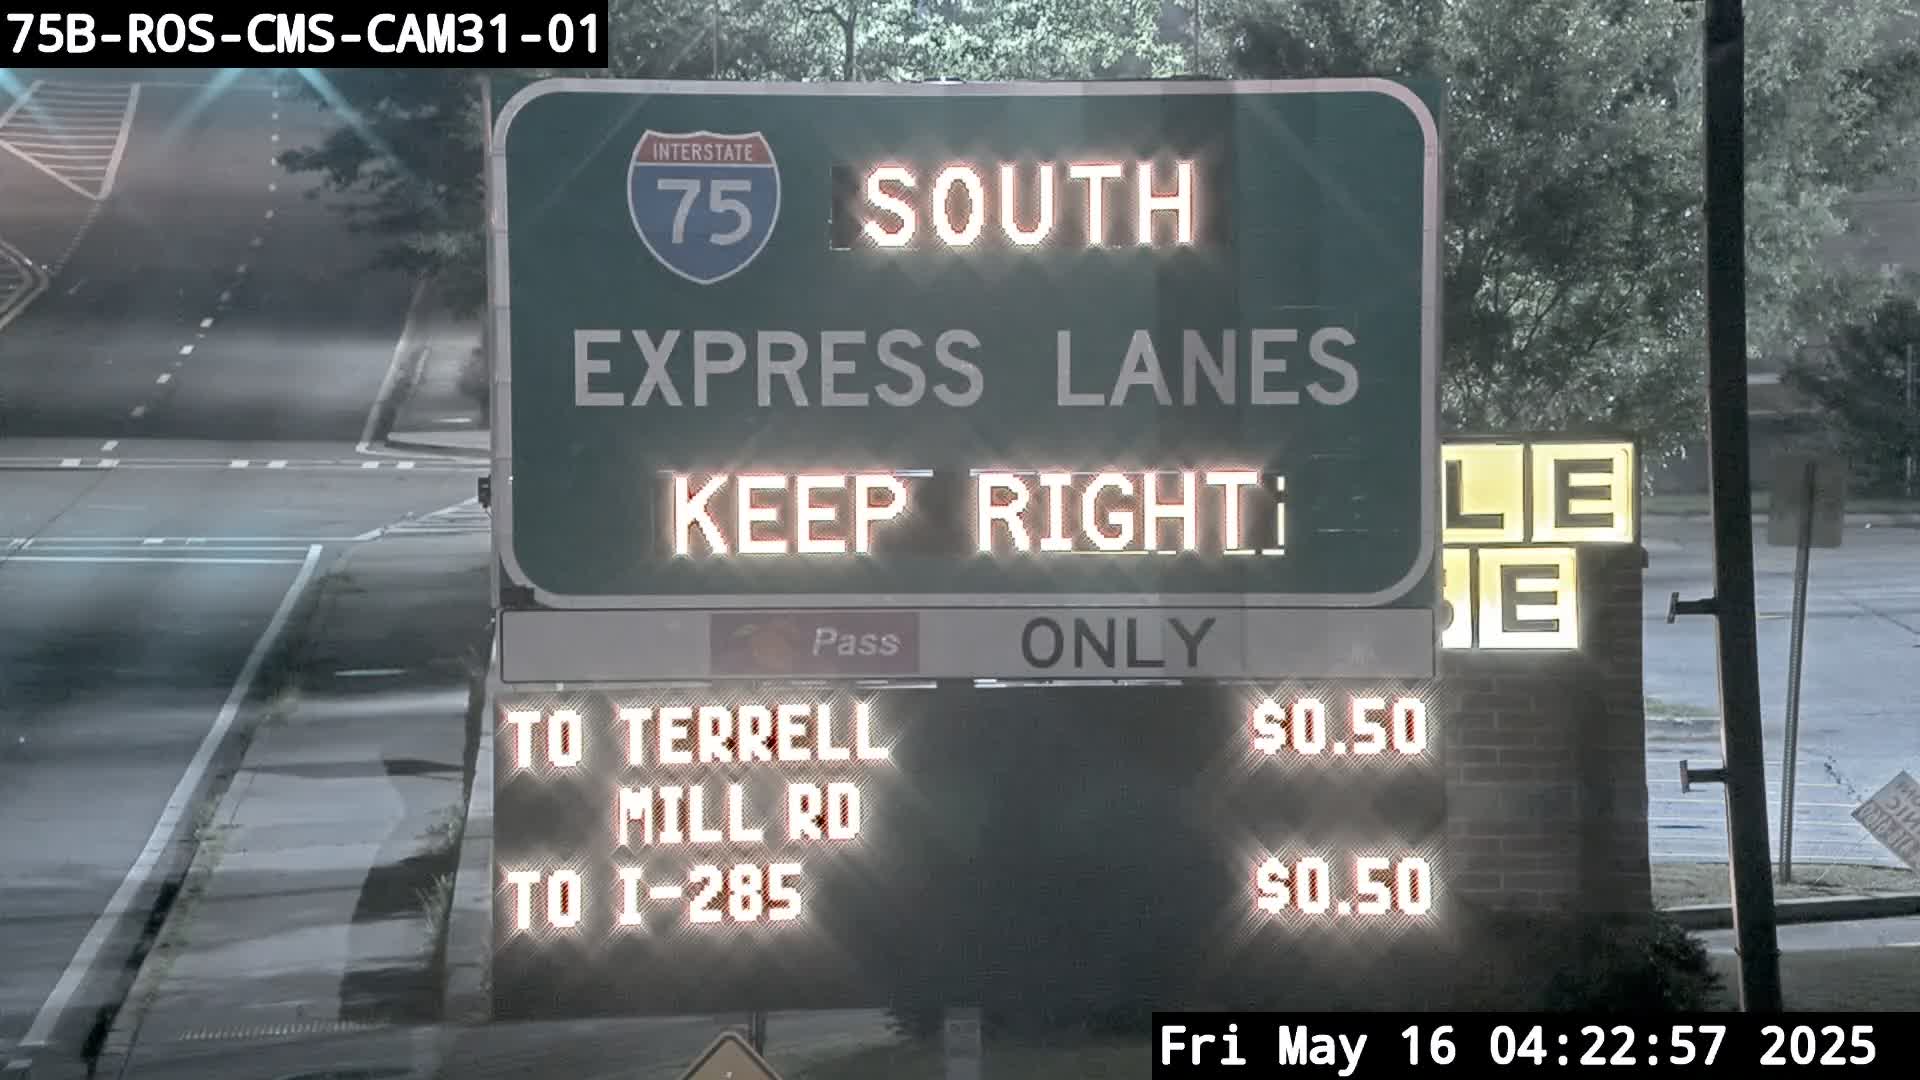 75B-ROS-CMS-CAM31-01
INTERSTATE
75
SOUTH
EXPRESS LANES
KEEP RIGHT
Pass ONLY
TO TERRELL $0.50
MILL RD
TO I-285 $0.50
LE
E
Fri May 16 04:22:57 2025